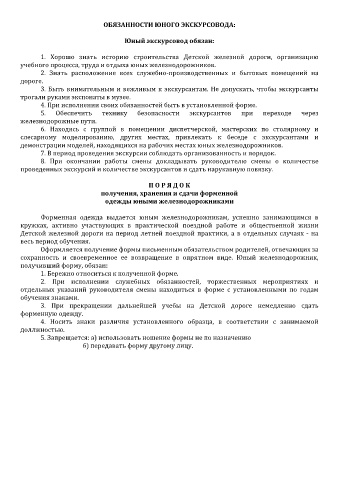 ОБЯЗАННОСТИ ЮНОГО ЭКСКУРСОВОДА:
Юный экскурсовод обязан:
1. Хорошо знать историю строительства Детской железной дороги, организацию
учебного процесса, труда и отдыха юных железнодорожников.
2. Знать расположение всех служебно-производственных и бытовых помещений на
дороге.
3. Быть внимательным и вежливым к экскурсантам. Не допускать, чтобы экскурсанты
трогали руками экспонаты в музее.
4. При исполнении своих обязанностей быть в установленной форме.
5. Обеспечить технику безопасности экскурсантов при переходе через
железнодорожные пути.
6. Находясь с группой в помещении диспетчерской, мастерских по столярному и
слесарному моделированию, других местах, привлекать к беседе с экскурсантами и
демонстрации моделей, находящихся на рабочих местах юных железнодорожников.
7. В период проведения экскурсии соблюдать организованность и порядок.
8. При окончании работы смены докладывать руководителю смены о количестве
проведенных экскурсий и количестве экскурсантов и сдать нарукавную повязку.
П О Р Я Д О К
получения, хранения и сдачи форменной
одежды юными железнодорожниками
Форменная одежда выдается юным железнодорожникам, успешно занимающимся в
кружках, активно участвующих в практической поездной работе и общественной жизни
Детской железной дороги на период летней поездной практики, а в отдельных случаях - на
весь период обучения.
Оформляется получение формы письменным обязательством родителей, отвечающих за
сохранность и своевременное ее возвращение в опрятном виде. Юный железнодорожник,
получивший форму, обязан:
1. Бережно относиться к полученной форме.
2. При исполнении служебных обязанностей, торжественных мероприятиях и
отдельных указаний руководителя смены находиться в форме с установленными по годам
обучения знаками.
3. При прекращении дальнейшей учебы на Детской дороге немедленно сдать
форменную одежду.
4. Носить знаки различия установленного образца, в соответствии с занимаемой
должностью.
5. Запрещается: а) использовать ношение формы не по назначению
б) передавать форму другому лицу.